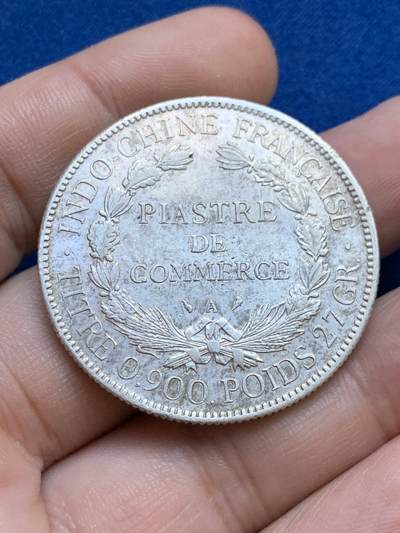 INDO-CHINE FRANÇAISE
PIASTRE
DE
COMMERCE
A
TITRE 0.900. POIDS 27 GR.